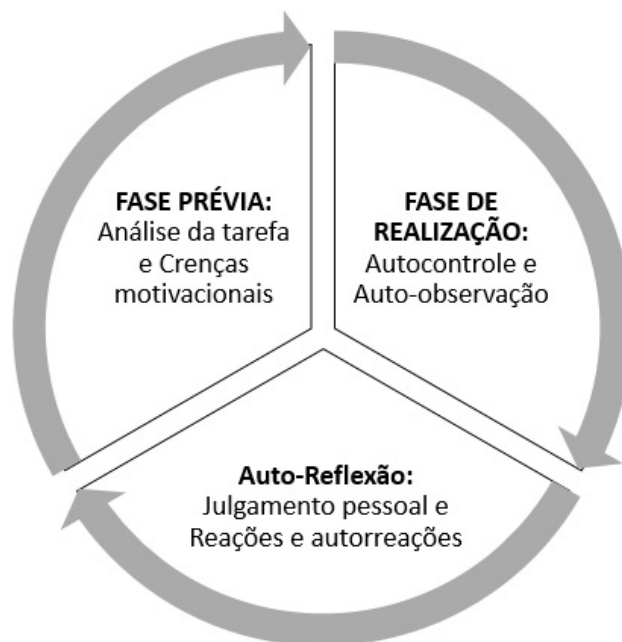 FASE PRÉVIA:
Análise da tarefa
e Crenças
motivacionais
FASE DE
REALIZAÇÃO:
Autocontrole e
Auto-observação
Auto-Reflexão:
Julgamento pessoal e
Reações e autorreações